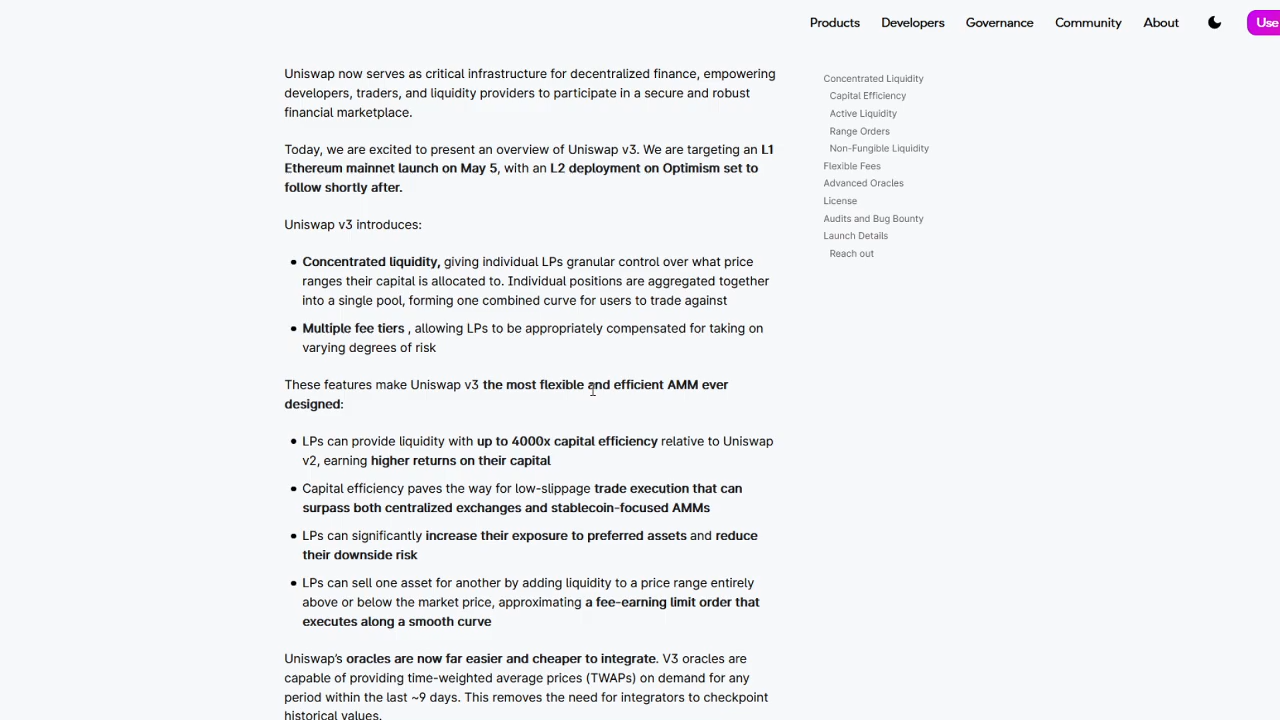 Products Developers Governance Community About Use
Uniswap now serves as critical infrastructure for decentralized finance, empowering
developers, traders, and liquidity providers to participate in a secure and robust
financial marketplace.
Today, we are excited to present an overview of Uniswap v3. We are targeting an L1
Ethereum mainnet launch on May 5, with an L2 deployment on Optimism set to
follow shortly after.
Uniswap v3 introduces:
• Concentrated liquidity, giving individual LPs granular control over what price
ranges their capital is allocated to. Individual positions are aggregated together
into a single pool, forming one combined curve for users to trade against
• Multiple fee tiers , allowing LPs to be appropriately compensated for taking on
varying degrees of risk
These features make Uniswap v3 the most flexible and efficient AMM ever
designed:
• LPs can provide liquidity with up to 4000x capital efficiency relative to Uniswap
v2, earning higher returns on their capital
• Capital efficiency paves the way for low-slippage trade execution that can
surpass both centralized exchanges and stablecoin-focused AMMs
• LPs can significantly increase their exposure to preferred assets and reduce
their downside risk
• LPs can sell one asset for another by adding liquidity to a price range entirely
above or below the market price, approximating a fee-earning limit order that
executes along a smooth curve
Uniswap’s oracles are now far easier and cheaper to integrate. V3 oracles are
capable of providing time-weighted average prices (TWAPs) on demand for any
period within the last ~9 days. This removes the need for integrators to checkpoint
historical values.
Concentrated Liquidity
Capital Efficiency
Active Liquidity
Range Orders
Non-Fungible Liquidity
Flexible Fees
Advanced Oracles
License
Audits and Bug Bounty
Launch Details
Reach out